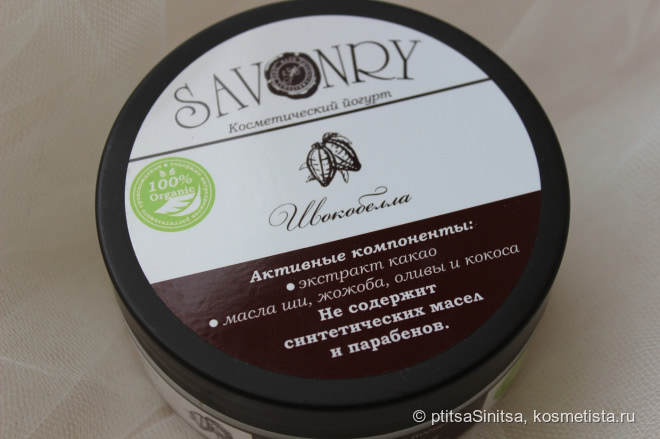 SAVONRY
Косметический йогурт
100%
Organic
Шокобелла
Активные компоненты:
• экстракт какао
• масла ши, жожоба, оливы и кокоса
Не содержит
синтетических масел
и парабенов.
© ptitsaSinitsa, kosmetista.ru